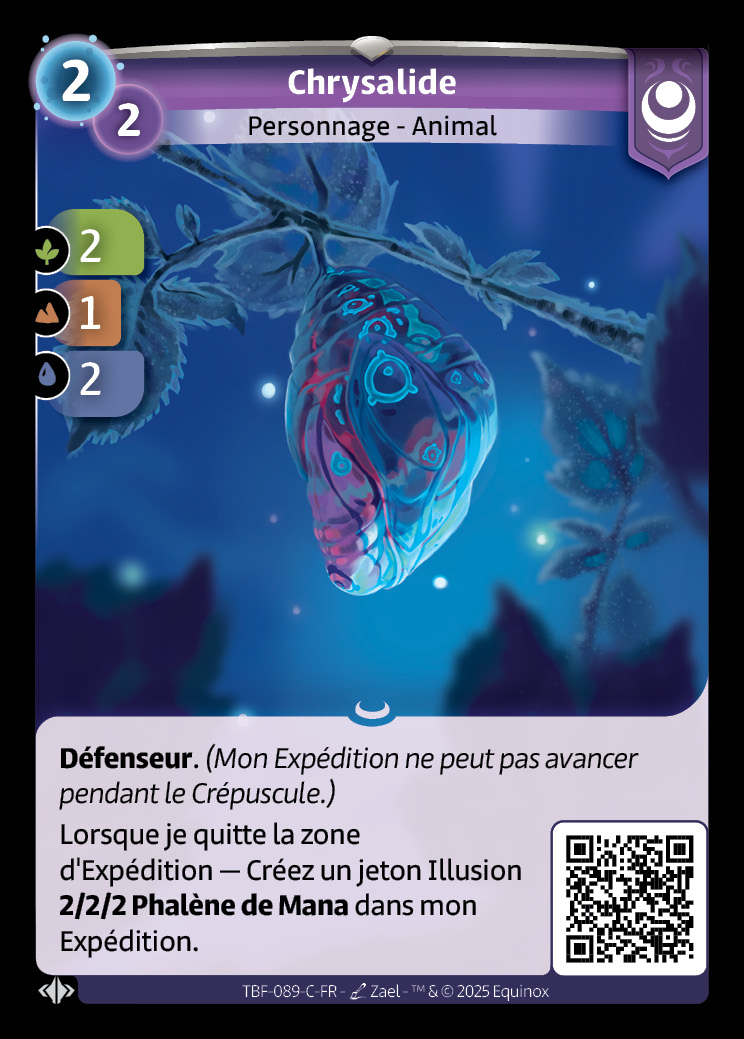 2
Chrysalide
2
Personnage - Animal
2
1
2
Défenseur. (Mon Expédition ne peut pas avancer
pendant le Crépuscule.)
Lorsque je quitte la zone
d'Expédition — Créez un jeton Illusion
2/2/2 Phalène de Mana dans mon
Expédition.
TBF-089-C-FR - Zael - ™ & © 2025 Equinox